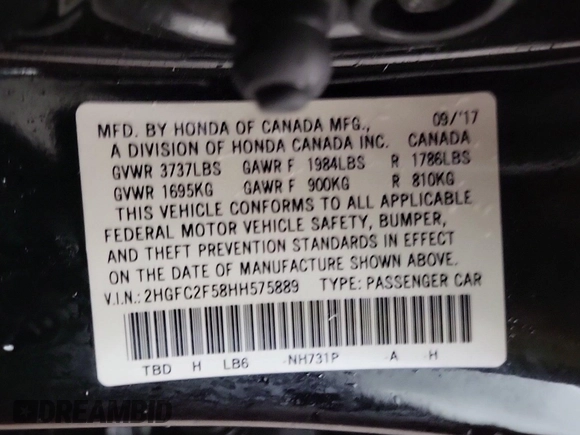 MFD. BY HONDA OF CANADA MFG., 09/'17
A DIVISION OF HONDA CANADA INC. CANADA
GVWR 3737LBS GAWR F 1984LBS R 1786LBS
GVWR 1695KG GAWR F 900KG R 810KG
THIS VEHICLE CONFORMS TO ALL APPLICABLE
FEDERAL MOTOR VEHICLE SAFETY, BUMPER,
AND THEFT PREVENTION STANDARDS IN EFFECT
ON THE DATE OF MANUFACTURE SHOWN ABOVE.
V.I.N.: 2HGFC2F58HH575889 TYPE: PASSENGER CAR
TBD H LB6 -NH731P -A -H
DREAMBID